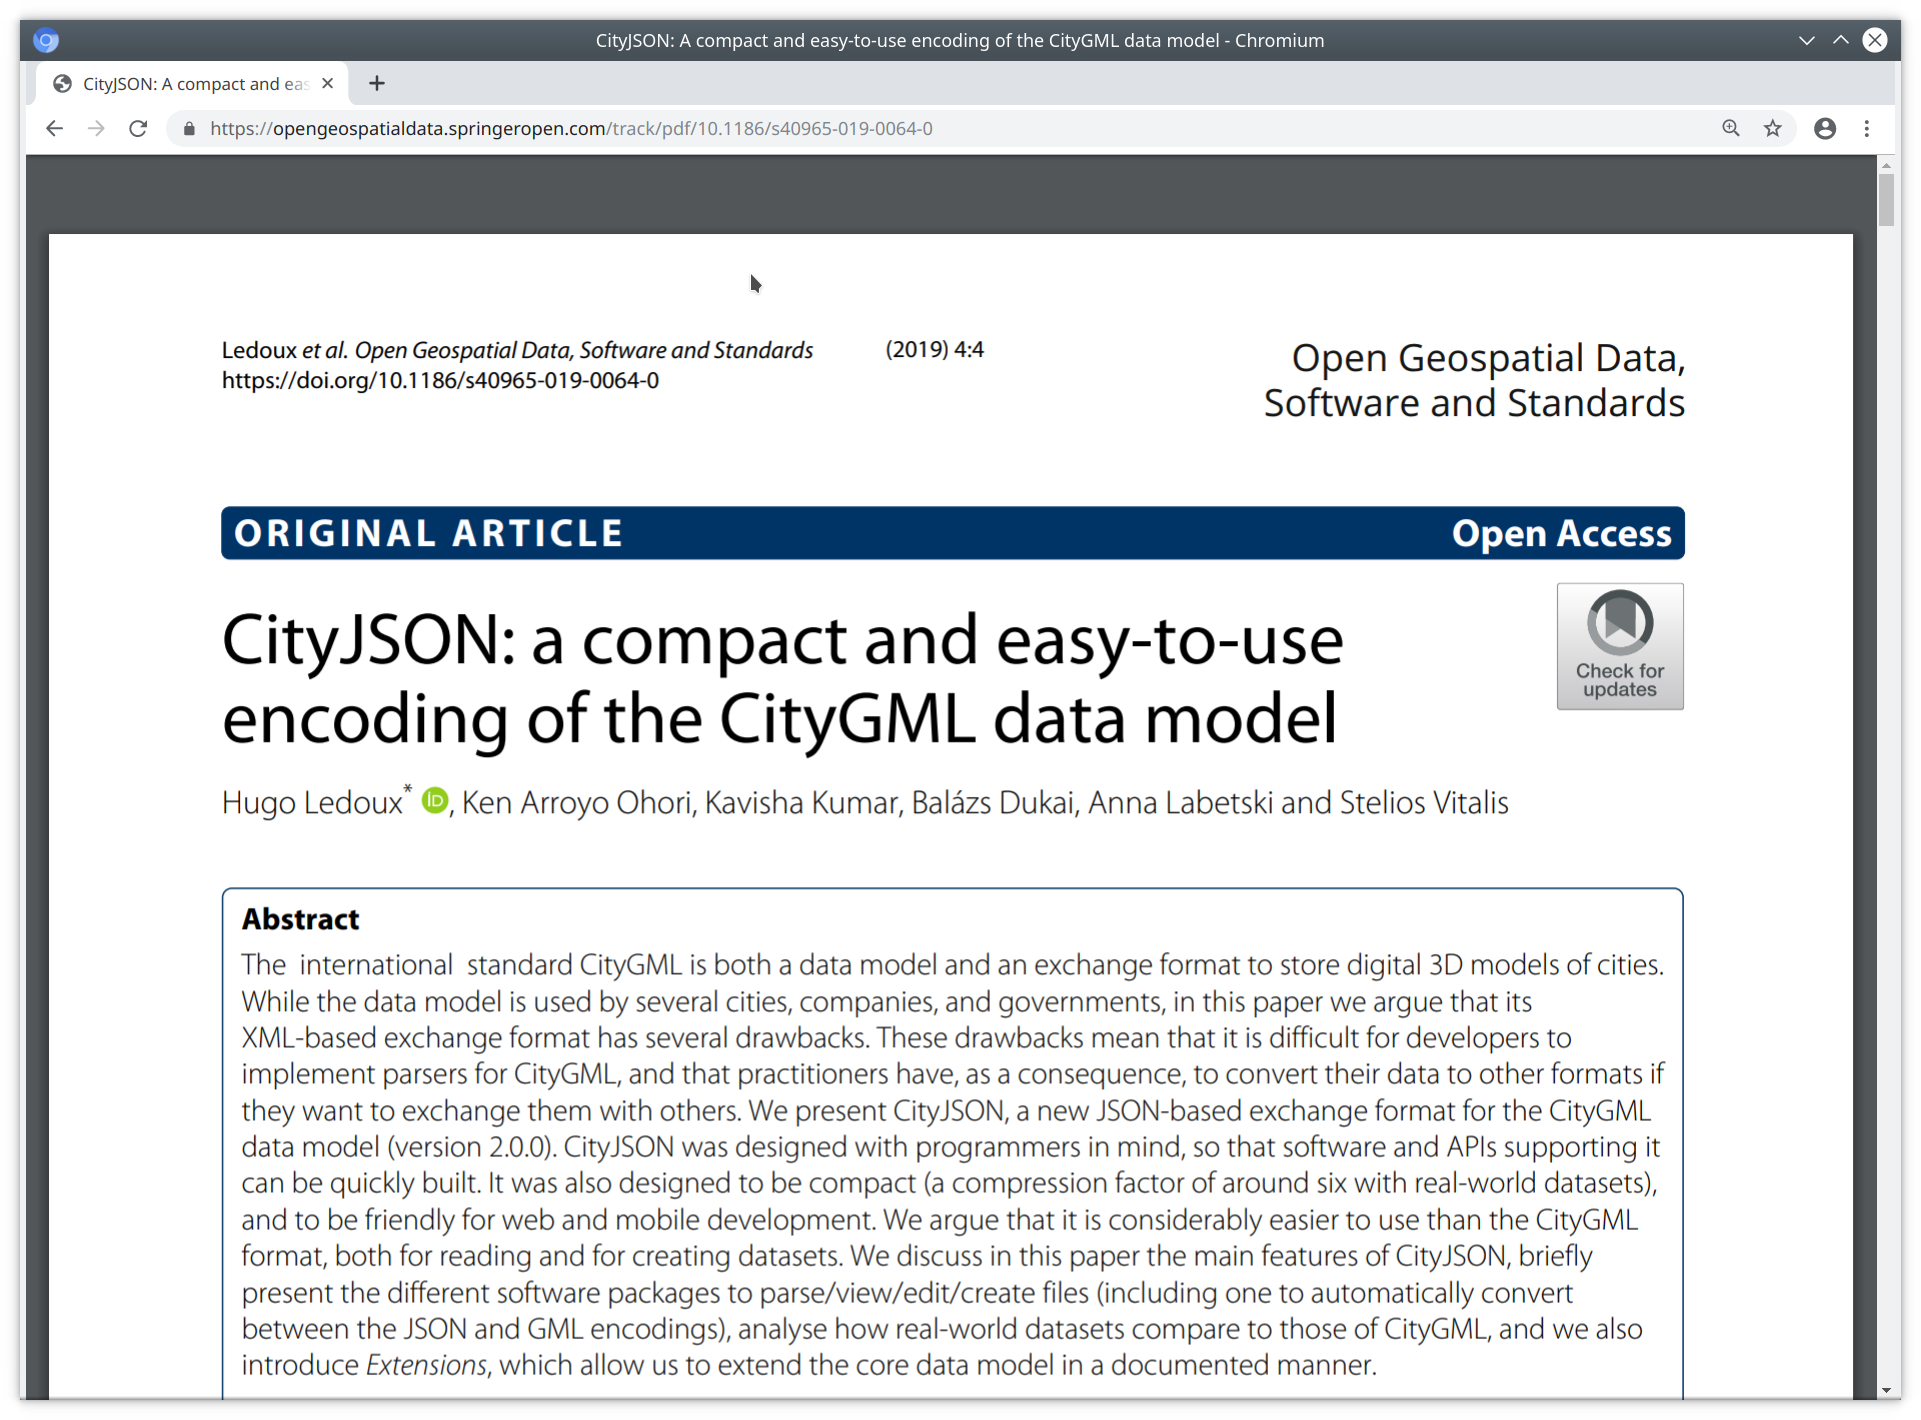 CityJSON: A compact and easy-to-use encoding of the CityGML data model - Chromium
CityJSON: A compact and eas
https://opengeospatialdata.springeropen.com/track/pdf/10.1186/s40965-019-0064-0
Ledoux et al. Open Geospatial Data, Software and Standards (2019) 4:4
https://doi.org/10.1186/s40965-019-0064-0
Open Geospatial Data,
Software and Standards
ORIGINAL ARTICLE Open Access
CityJSON: a compact and easy-to-use
encoding of the CityGML data model
Check for
updates
Hugo Ledoux* iD, Ken Arroyo Ohori, Kavisha Kumar, Balázs Dukai, Anna Labetski and Stelios Vitalis
Abstract
The international standard CityGML is both a data model and an exchange format to store digital 3D models of cities.
While the data model is used by several cities, companies, and governments, in this paper we argue that its
XML-based exchange format has several drawbacks. These drawbacks mean that it is difficult for developers to
implement parsers for CityGML, and that practitioners have, as a consequence, to convert their data to other formats if
they want to exchange them with others. We present CityJSON, a new JSON-based exchange format for the CityGML
data model (version 2.0.0). CityJSON was designed with programmers in mind, so that software and APIs supporting it
can be quickly built. It was also designed to be compact (a compression factor of around six with real-world datasets),
and to be friendly for web and mobile development. We argue that it is considerably easier to use than the CityGML
format, both for reading and for creating datasets. We discuss in this paper the main features of CityJSON, briefly
present the different software packages to parse/view/edit/create files (including one to automatically convert
between the JSON and GML encodings), analyse how real-world datasets compare to those of CityGML, and we also
introduce Extensions, which allow us to extend the core data model in a documented manner.